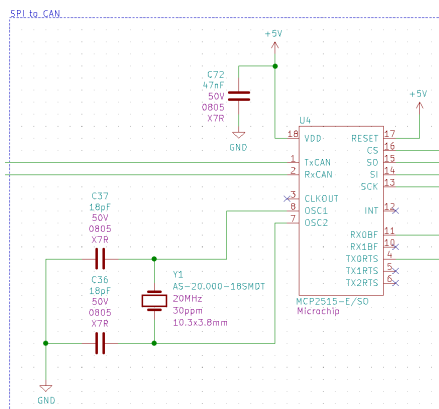 SPI to CAN
+5V
C72
47nF
50V
0805
X7R
GND
+5V
U4
18 VDD RESET 17
CS 16
1 TxCAN SO 15
2 RxCAN SI 14
SCK 13
3 CLKOUT
8 OSC1 INT 12
7 OSC2
RX0BF 11
RX1BF 10
TX0RTS 4
TX1RTS 5
TX2RTS 6
MCP2515-E/SO
Microchip
C37
18pF
50V
0805
X7R
C36
18pF
50V
0805
X7R
Y1
AS-20.000-18SMDT
20MHz
30ppm
10.3x3.8mm
GND